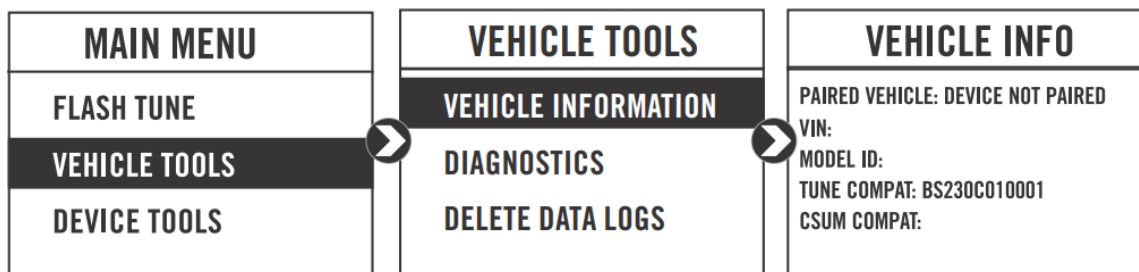 MAIN MENU
FLASH TUNE
VEHICLE TOOLS
DEVICE TOOLS
VEHICLE TOOLS
VEHICLE INFORMATION
DIAGNOSTICS
DELETE DATA LOGS
VEHICLE INFO
PAIRED VEHICLE: DEVICE NOT PAIRED
VIN:
MODEL ID:
TUNE COMPAT: BS230C010001
CSUM COMPAT: